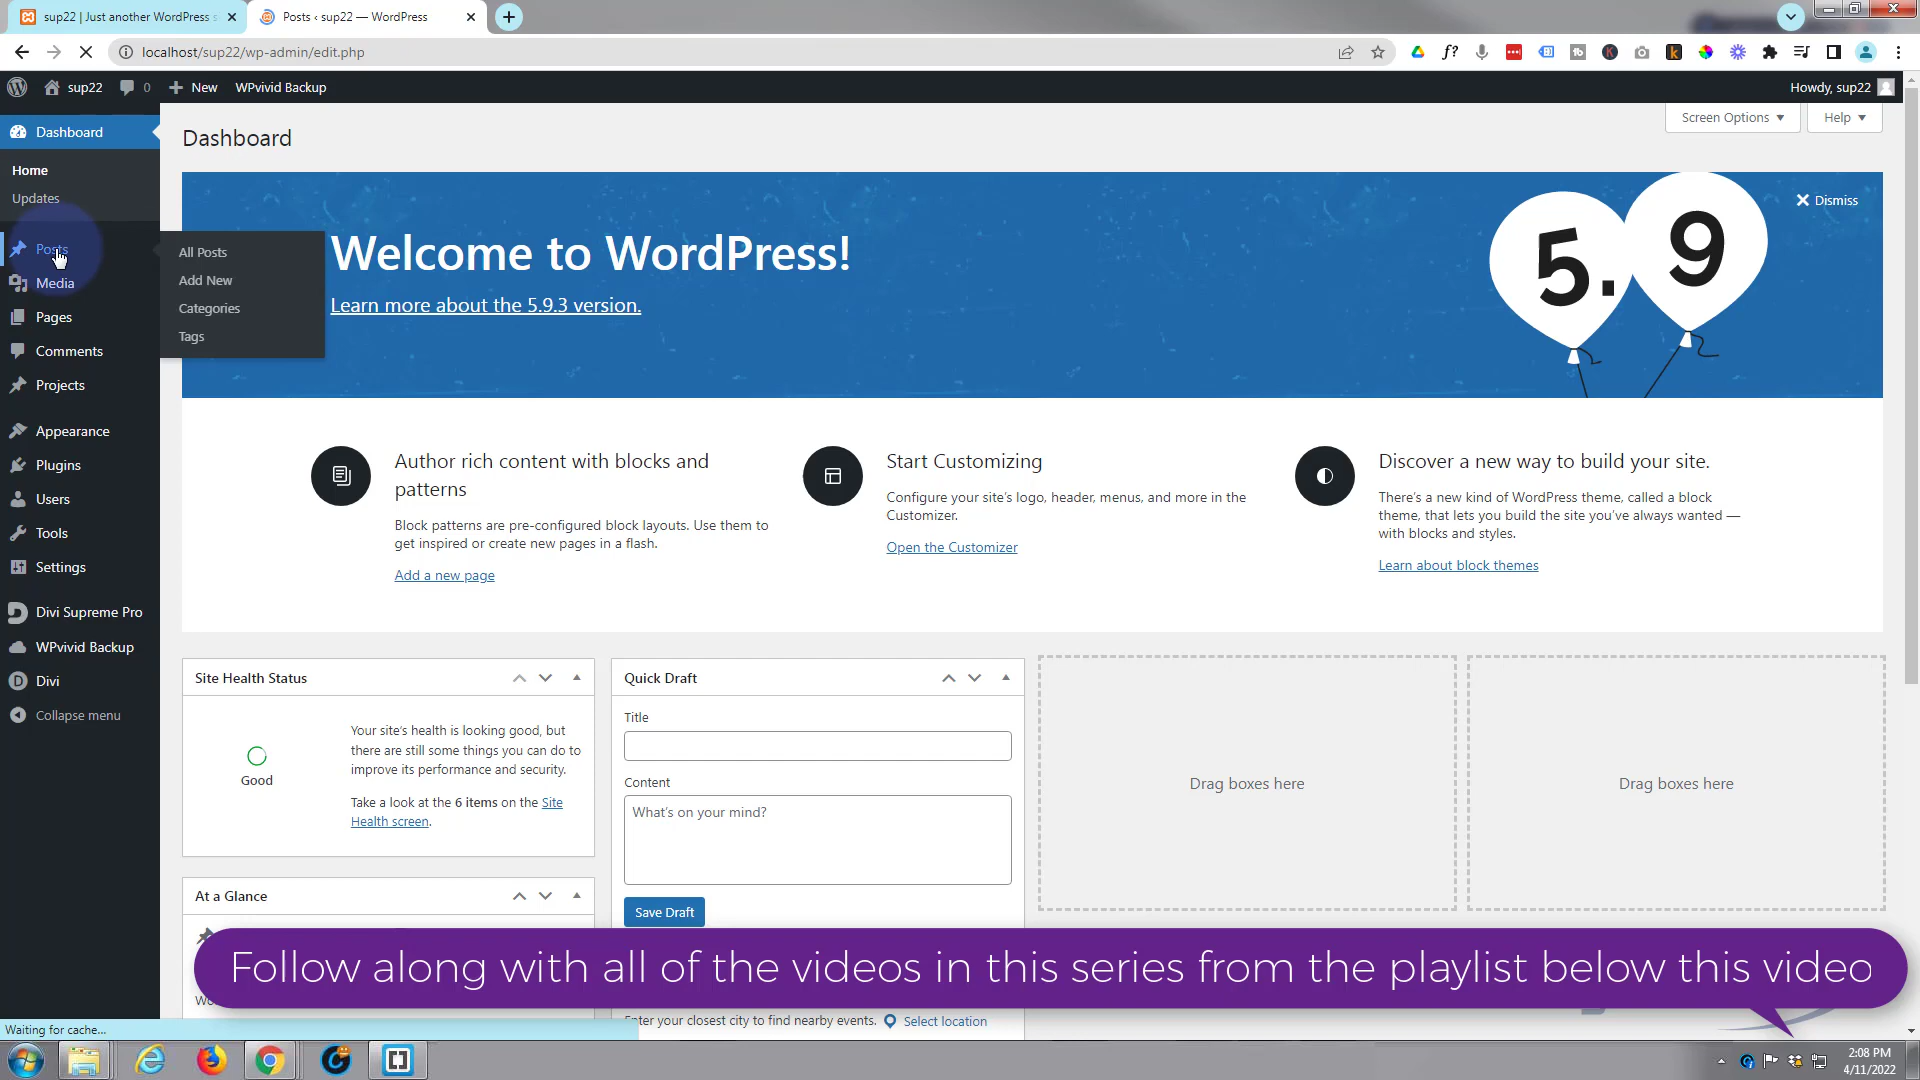 sup22 | Just another WordPress s
Posts ‹ sup22 — WordPress
localhost/sup22/wp-admin/edit.php
sup22
0
New
WPvivid Backup
Howdy, sup22
Dashboard
Home
Updates
Posts
Media
Pages
Comments
Projects
Appearance
Plugins
Users
Tools
Settings
Divi Supreme Pro
WPvivid Backup
Divi
Collapse menu
All Posts
Add New
Categories
Tags
Dashboard
Screen Options
Help
Welcome to WordPress!
Learn more about the 5.9.3 version.
5.9
Dismiss
Author rich content with blocks and
patterns
Block patterns are pre-configured block layouts. Use them to
get inspired or create new pages in a flash.
Add a new page
Start Customizing
Configure your site's logo, header, menus, and more in the
Customizer.
Open the Customizer
Discover a new way to build your site.
There's a new kind of WordPress theme, called a block
theme, that lets you build the site you've always wanted —
with blocks and styles.
Learn about block themes
Site Health Status
Good
Your site's health is looking good, but
there are still some things you can do to
improve its performance and security.
Take a look at the 6 items on the Site
Health screen.
At a Glance
Quick Draft
Title
Content
What's on your mind?
Save Draft
Drag boxes here
Drag boxes here
Follow along with all of the videos in this series from the playlist below this video
Enter your closest city to find nearby events.
Select location
Waiting for cache...
2:08 PM
4/11/2022